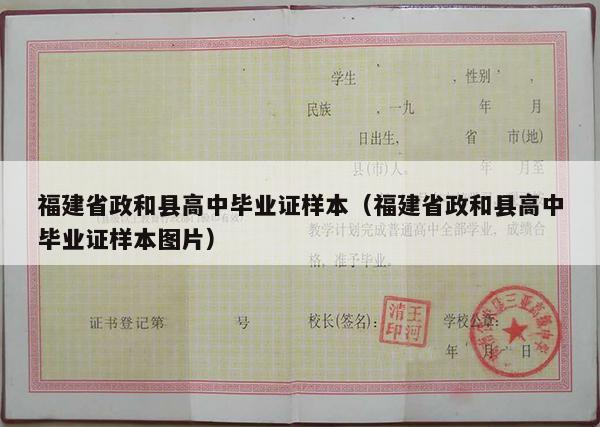 学生 ，性别 ，
民族 ，一九 年 月
日出生， 省 市(地)
县(市)人。 年 月至
福建省政和县高中毕业证样本（福建省政和县高中
毕业证样本图片）
教学计划完成普通高中全部学业，成绩合
格，准予毕业。
证书登记第 号
校长(签名)：
清王
印河
学校公章：
年 月 日